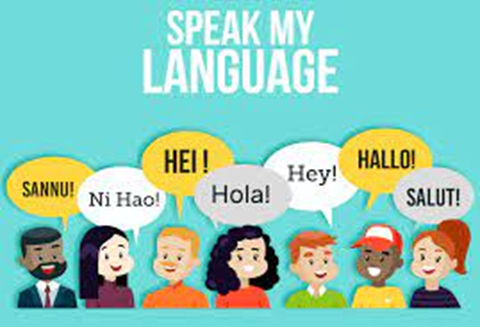 SPEAK MY
LANGUAGE
SANNU!
Ni Hao!
HEI !
Hola!
Hey!
HALLO!
SALUT!